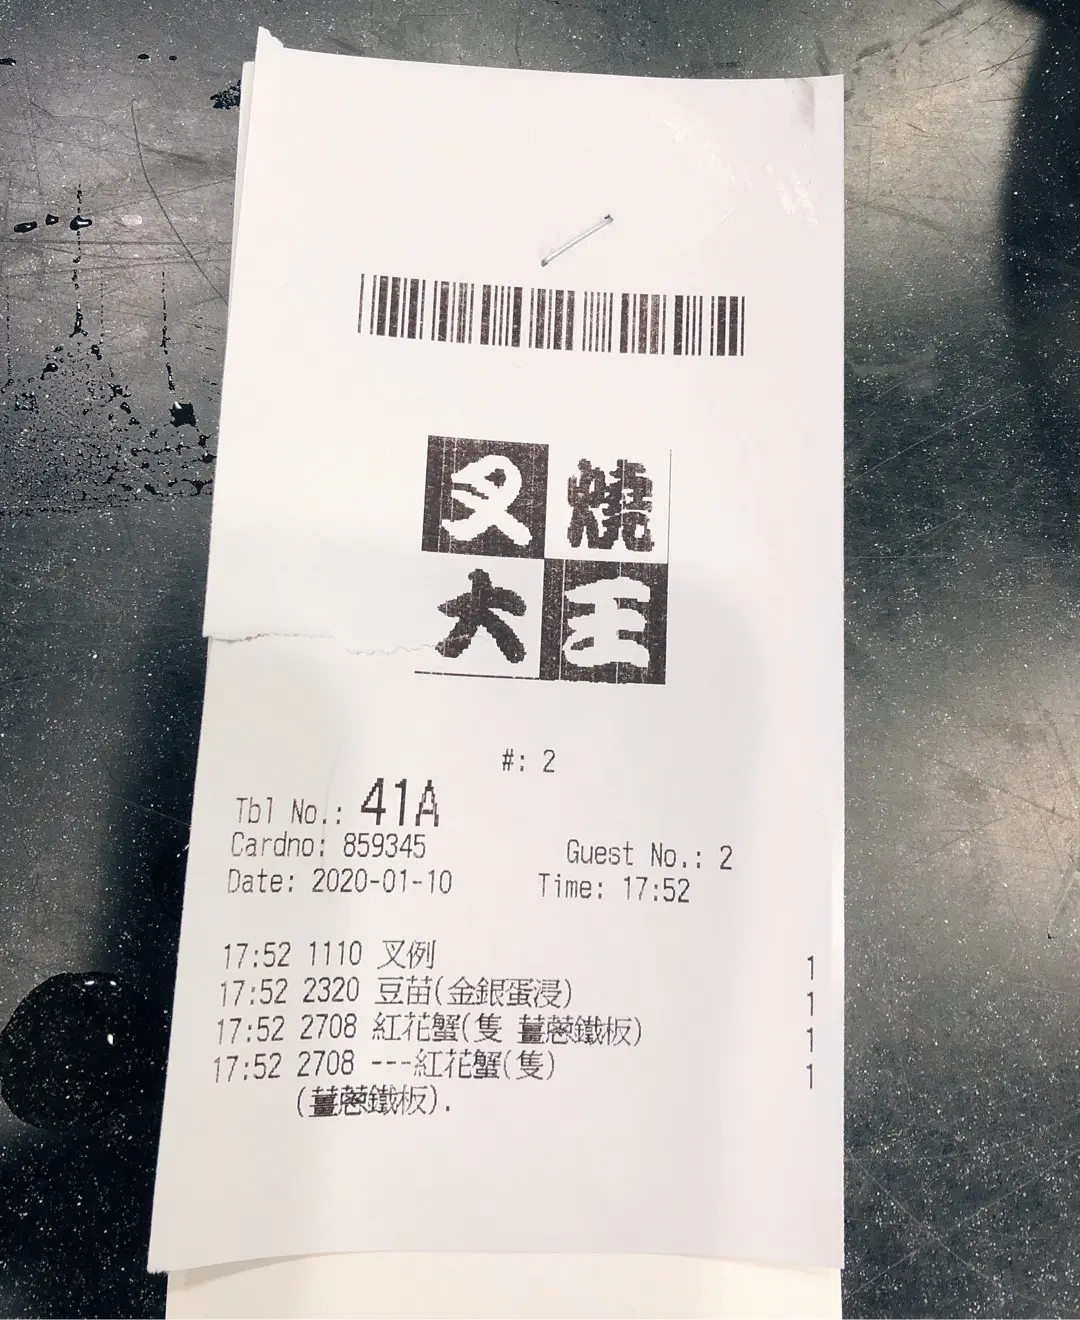 叉燒
大王
#: 2
Tbl No.: 41A
Cardno: 859345 Guest No.: 2
Date: 2020-01-10 Time: 17:52
17:52 1110 叉例 1
17:52 2320 豆苗(金銀蛋浸) 1
17:52 2708 紅花蟹(隻 薑蔥鐵板) 1
17:52 2708 ---紅花蟹(隻) 1
(薑蔥鐵板).